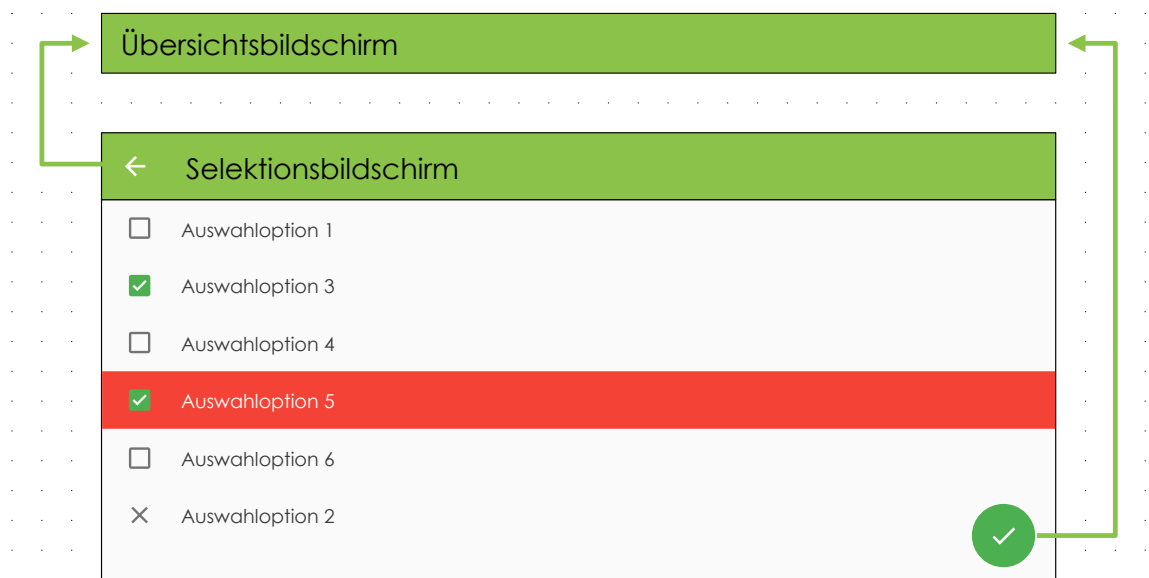 Übersichtsbildschirm
Selektionsbildschirm
Auswahloption 1
Auswahloption 3
Auswahloption 4
Auswahloption 5
Auswahloption 6
Auswahloption 2